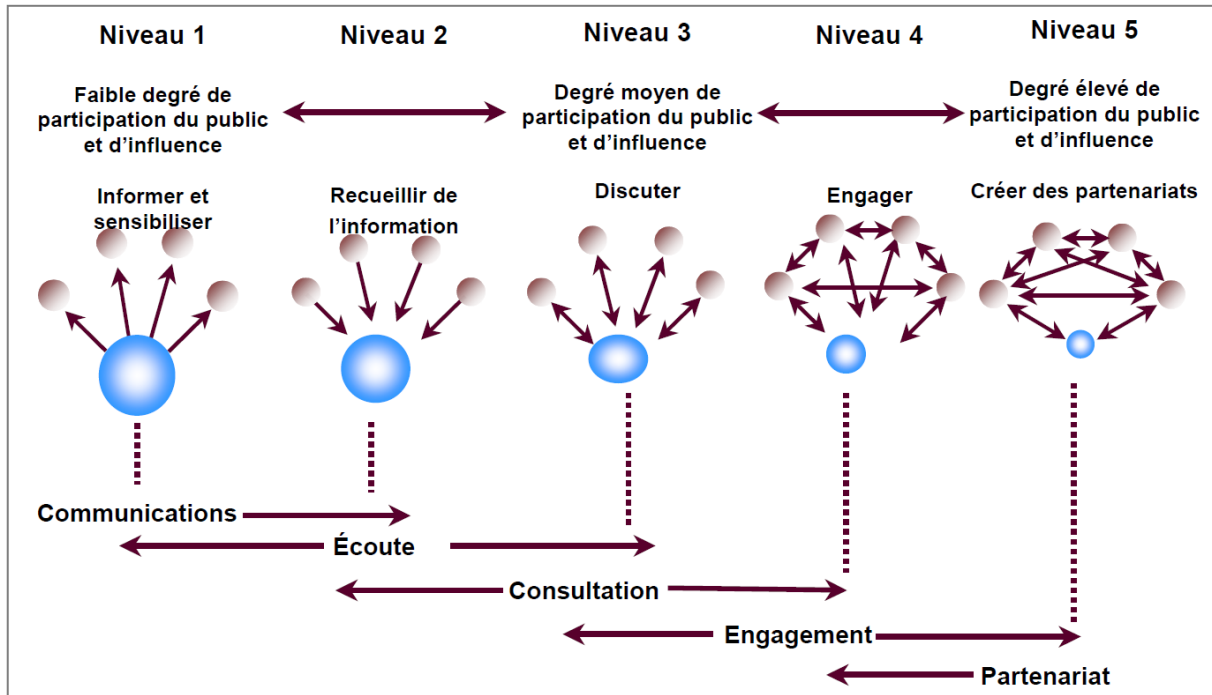 Niveau 1
Niveau 2
Niveau 3
Niveau 4
Niveau 5
Faible degré de
participation du public
et d’influence
Degré moyen de
participation du public
et d’influence
Degré élevé de
participation du public
et d’influence
Informer et
sensibiliser
Recueillir de
l’information
Discuter
Engager
Créer des partenariats
Communications
Écoute
Consultation
Engagement
Partenariat